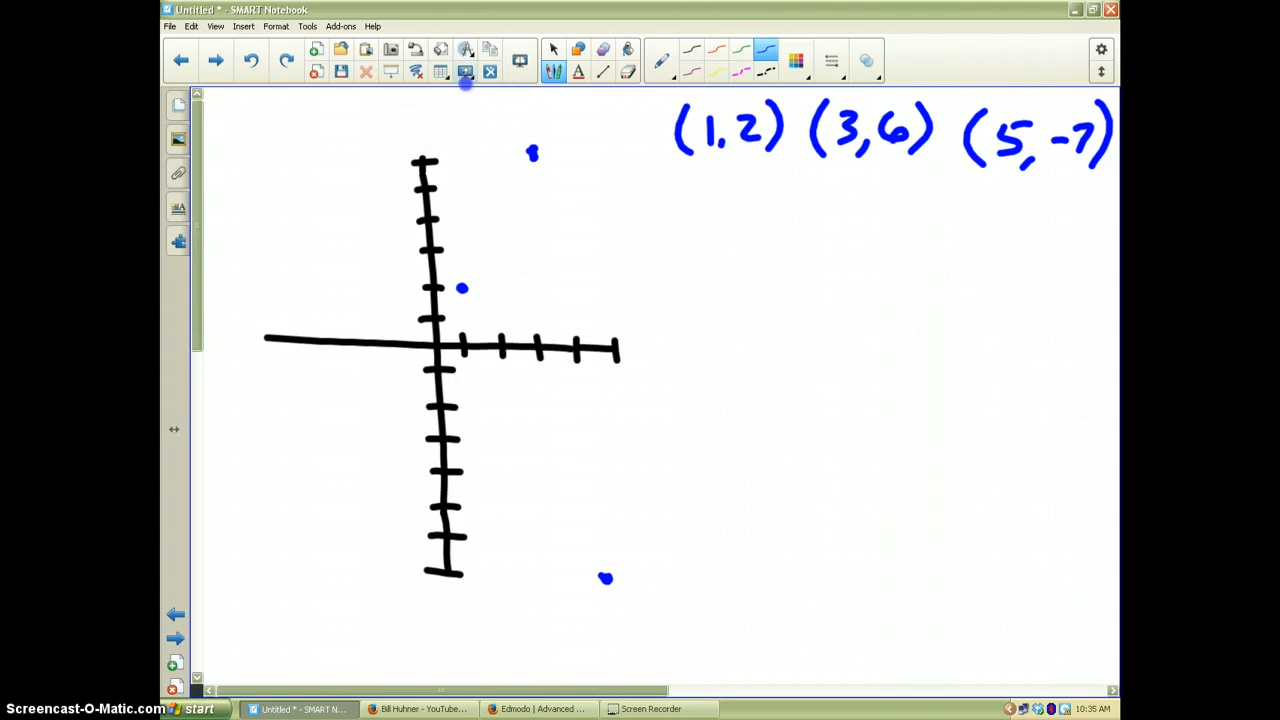 Untitled * - SMART Notebook
File Edit View Insert Format Tools Add-ons Help
(1,2) (3,6) (5,-7)
Screencast-O-Matic.com
start
Untitled * - SMART N...
Bill Huhner - YouTube...
Edmodo | Advanced ...
Screen Recorder
10:35 AM